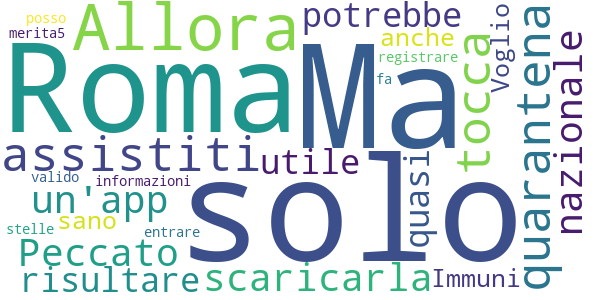 posso
merita5
Allora
potrebbe
anche
registrare
fa
Voglio
tocca
quarantena
nazionale
Roma
Ma
assistiti
utile
quasi
valido
informazioni
un'app
solo
sano
stelle
entrare
Peccato
risultare
scaricarla
Immuni